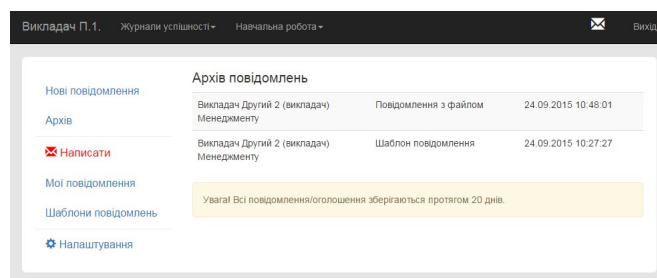 Викладач П.1. Журнали успішності Навчальна робота Вихід
Нові повідомлення
Архів
Написати
Мої повідомлення
Шаблони повідомлень
Налаштування
Архів повідомлень
Викладач Другий 2 (викладач) Повідомлення з файлом 24.09.2015 10:48:01
Менеджменту
Викладач Другий 2 (викладач) Шаблон повідомлення 24.09.2015 10:27:27
Менеджменту
Увага! Всі повідомлення/оголошення зберігаються протягом 20 днів.